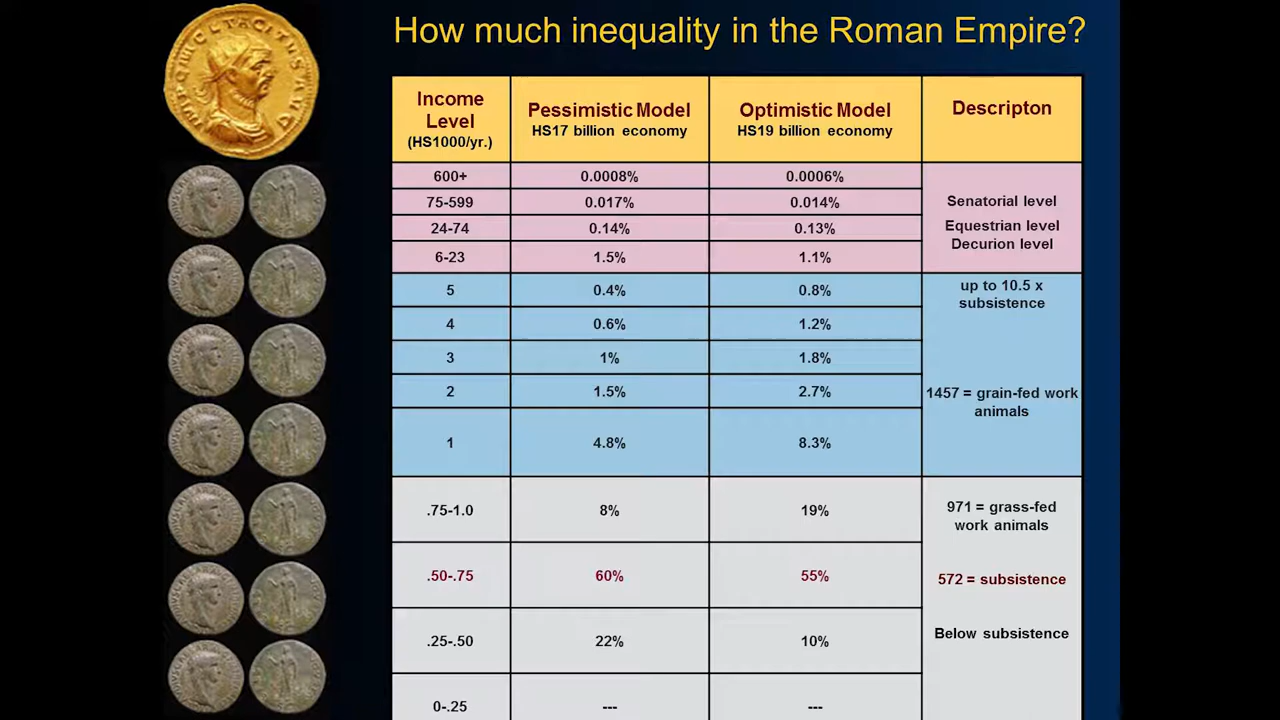 How much inequality in the Roman Empire?
IMP C M CL TACITUS AVG
Income Level (HS1000/yr.) Pessimistic Model HS17 billion economy Optimistic Model HS19 billion economy Descripton
600+ 0.0008% 0.0006%
75-599 0.017% 0.014% Senatorial level
24-74 0.14% 0.13% Equestrian level
6-23 1.5% 1.1% Decurion level
5 0.4% 0.8% up to 10.5 x subsistence
4 0.6% 1.2%
3 1% 1.8%
2 1.5% 2.7% 1457 = grain-fed work animals
1 4.8% 8.3%
.75-1.0 8% 19% 971 = grass-fed work animals
.50-.75 60% 55% 572 = subsistence
.25-.50 22% 10% Below subsistence
0-.25 --- ---